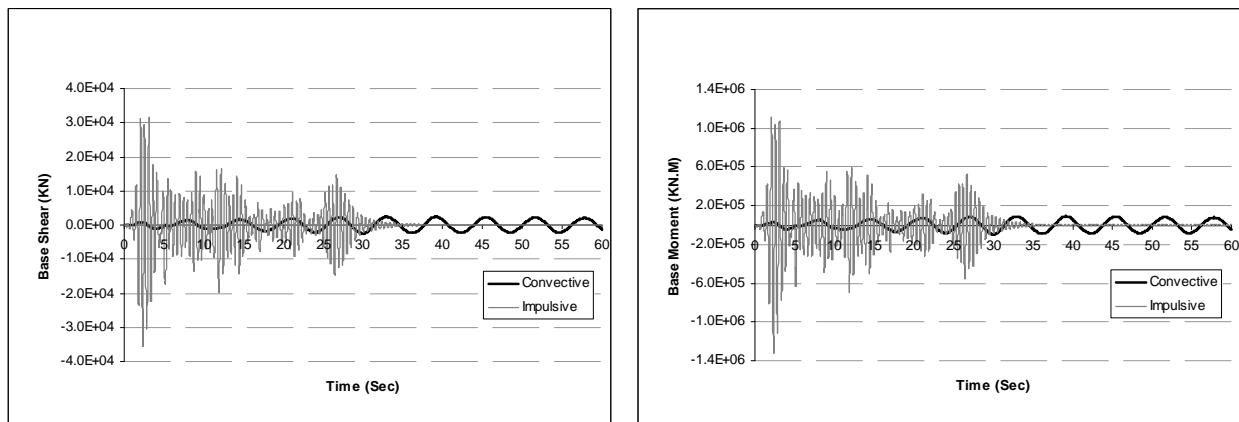 4.0E+04
3.0E+04
2.0E+04
1.0E+04
0.0E+00
-1.0E+04
-2.0E+04
-3.0E+04
-4.0E+04
0 5 10 15 20 25 30 35 40 45 50 55 60
Base Shear (KN)
Time (Sec)
Convective
Impulsive
1.4E+06
1.0E+06
6.0E+05
2.0E+05
-2.0E+05
-6.0E+05
-1.0E+06
-1.4E+06
0 5 10 15 20 25 30 35 40 45 50 55 60
Base Moment (KN.M)
Time (Sec)
Convective
Impulsive